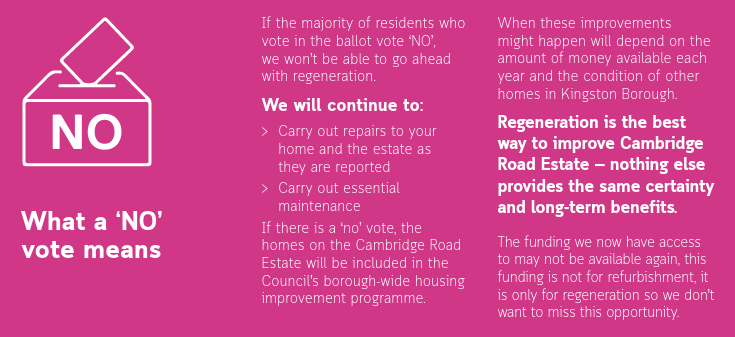 NO
What a ‘NO’
vote means
If the majority of residents who
vote in the ballot vote ‘NO’,
we won’t be able to go ahead
with regeneration.
We will continue to:
> Carry out repairs to your
home and the estate as
they are reported
> Carry out essential
maintenance
If there is a ‘no’ vote, the
homes on the Cambridge Road
Estate will be included in the
Council’s borough-wide housing
improvement programme.
When these improvements
might happen will depend on the
amount of money available each
year and the condition of other
homes in Kingston Borough.
Regeneration is the best
way to improve Cambridge
Road Estate – nothing else
provides the same certainty
and long-term benefits.
The funding we now have access
to may not be available again, this
funding is not for refurbishment, it
is only for regeneration so we don’t
want to miss this opportunity.